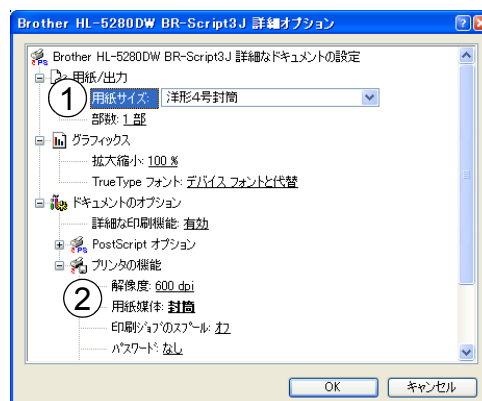 Brother HL-5280DW BR-Script3J 詳細オプション
Brother HL-5280DW BR-Script3J 詳細なドキュメントの設定
用紙/出力
① 用紙サイズ: 洋形4号封筒
部数: 1 部
グラフィックス
拡大縮小: 100 %
TrueType フォント: デバイス フォントと代替
ドキュメントのオプション
詳細な印刷機能: 有効
PostScript オプション
プリンタの機能
解像度: 600 dpi
② 用紙媒体: 封筒
印刷ジョブのスプール: オフ
パスワード: なし
OK キャンセル